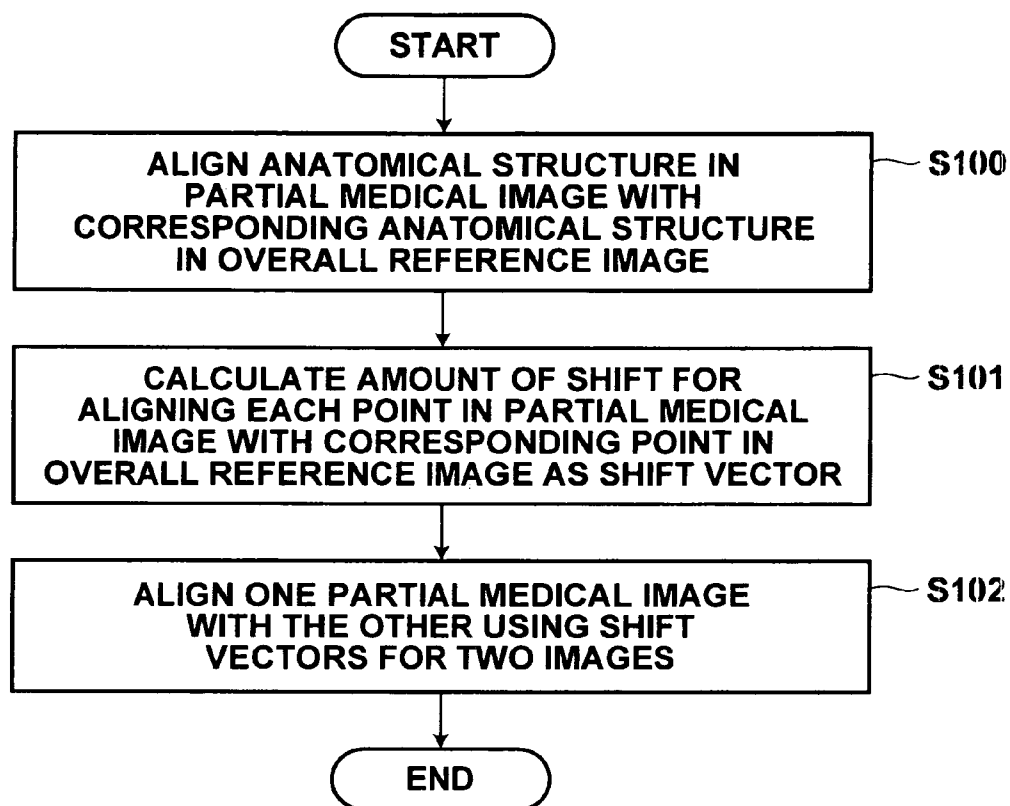 START
ALIGN ANATOMICAL STRUCTURE IN
PARTIAL MEDICAL IMAGE WITH
CORRESPONDING ANATOMICAL STRUCTURE
IN OVERALL REFERENCE IMAGE
S100
CALCULATE AMOUNT OF SHIFT FOR
ALIGNING EACH POINT IN PARTIAL MEDICAL
IMAGE WITH CORRESPONDING POINT IN
OVERALL REFERENCE IMAGE AS SHIFT VECTOR
S101
ALIGN ONE PARTIAL MEDICAL IMAGE
WITH THE OTHER USING SHIFT
VECTORS FOR TWO IMAGES
S102
END